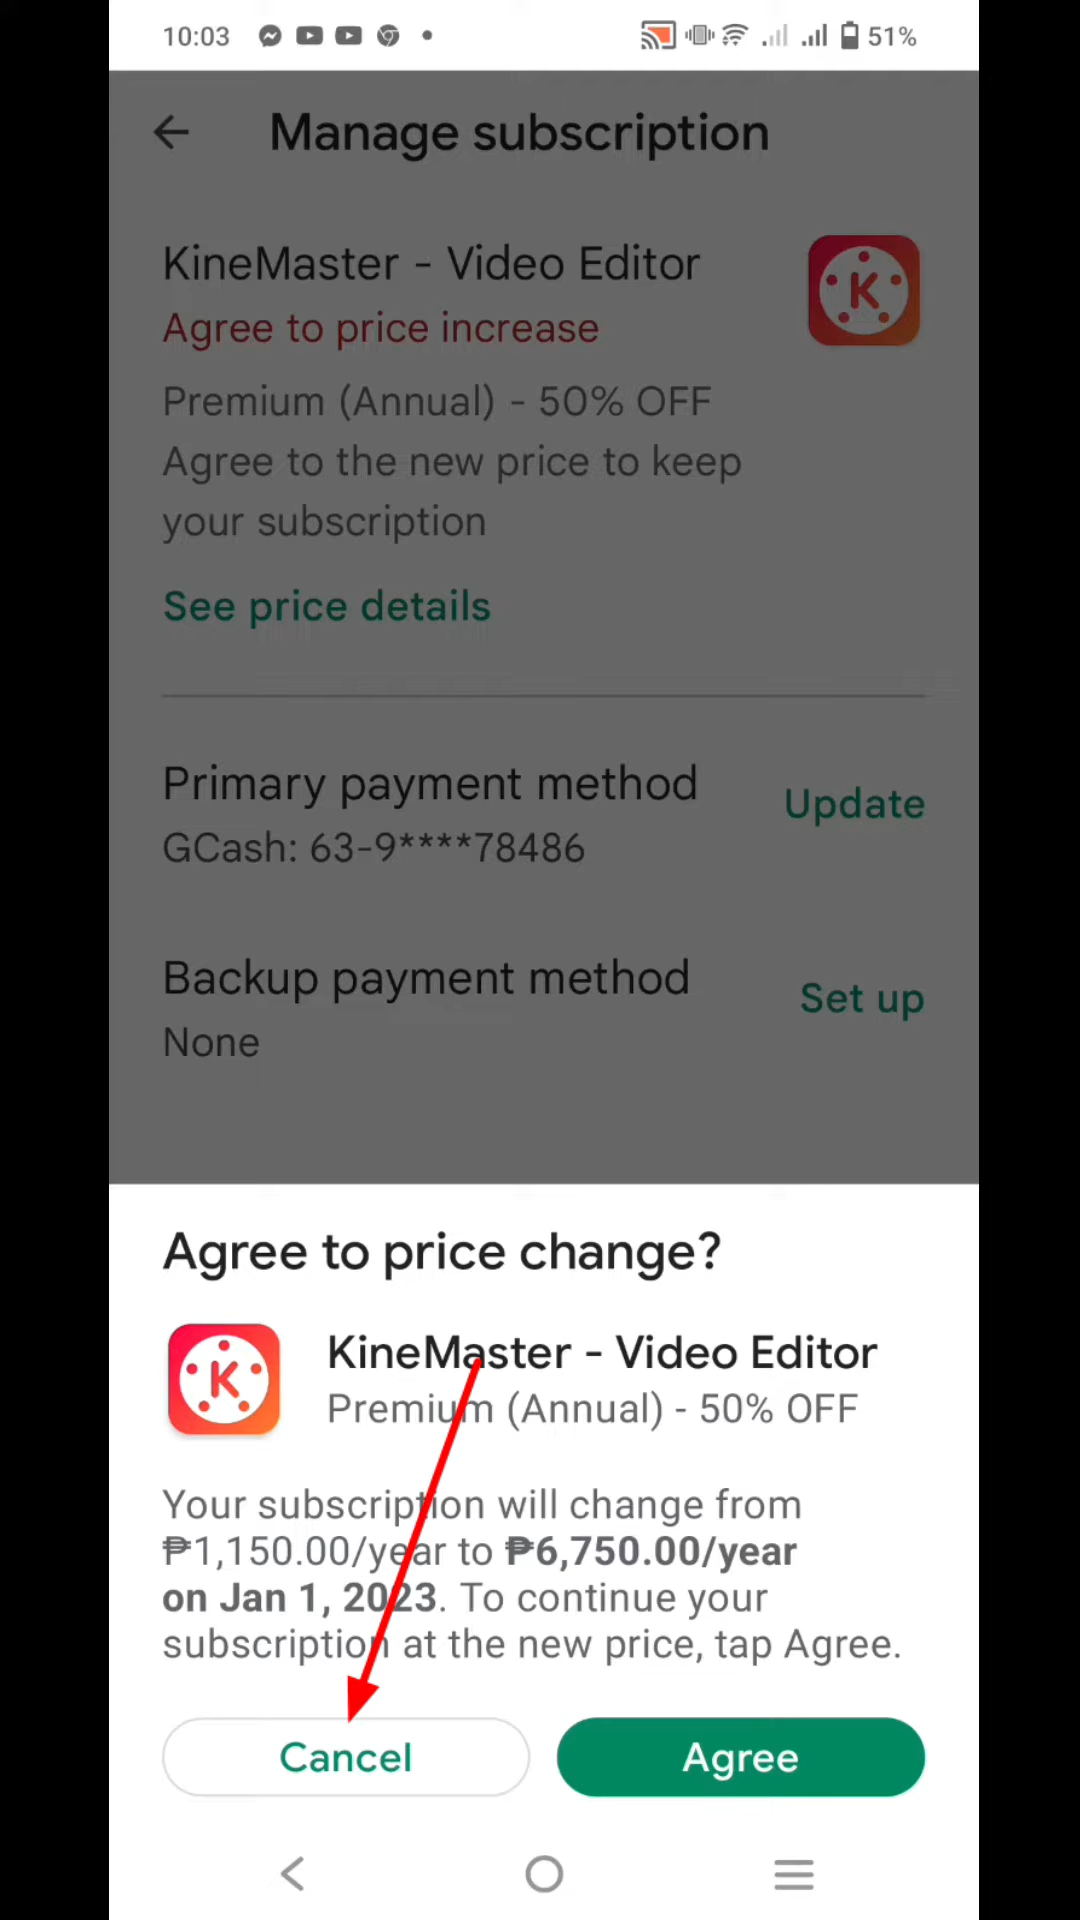 10:03
51%
Manage subscription
KineMaster - Video Editor
Agree to price increase
Premium (Annual) - 50% OFF
Agree to the new price to keep
your subscription
See price details
Primary payment method
Update
GCash: 63-9****78486
Backup payment method
Set up
None
Agree to price change?
KineMaster - Video Editor
Premium (Annual) - 50% OFF
Your subscription will change from
₱1,150.00/year to ₱6,750.00/year
on Jan 1, 2023. To continue your
subscription at the new price, tap Agree.
Cancel
Agree